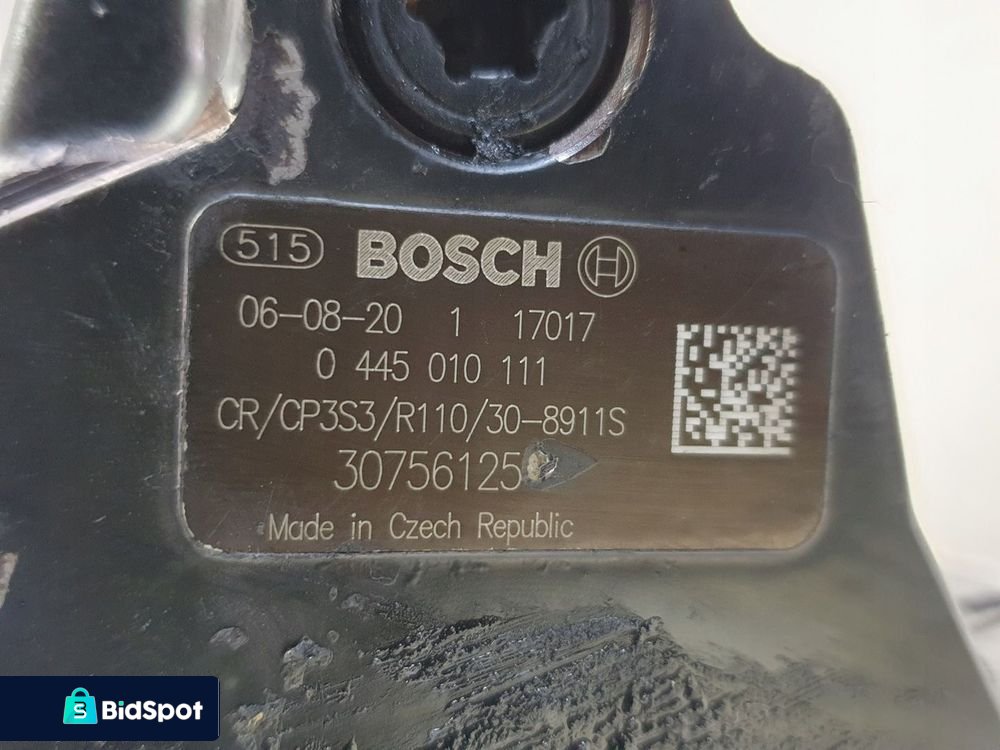 515 BOSCH
06-08-20 1 17017
0 445 010 111
CR/CP3S3/R110/30-8911S
30756125
Made in Czech Republic
BidSpot